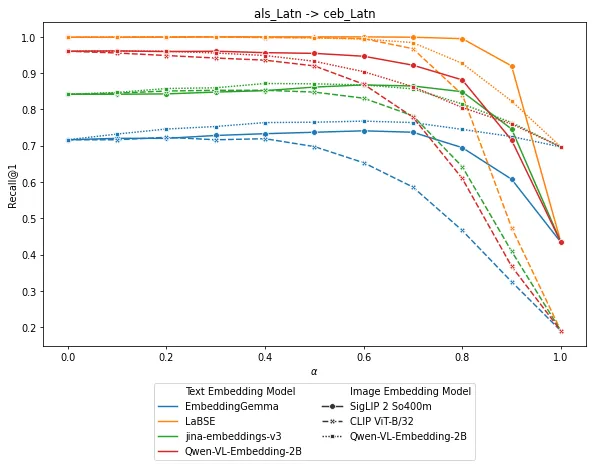 als_Latn -> ceb_Latn
1.0
0.9
0.8
0.7
0.6
0.5
0.4
0.3
0.2
Recall@1
0.0 0.2 0.4 0.6 0.8 1.0
α
Text Embedding Model Image Embedding Model
EmbeddingGemma SigLIP 2 So400m
LaBSE CLIP ViT-B/32
jina-embeddings-v3 Qwen-VL-Embedding-2B
Qwen-VL-Embedding-2B